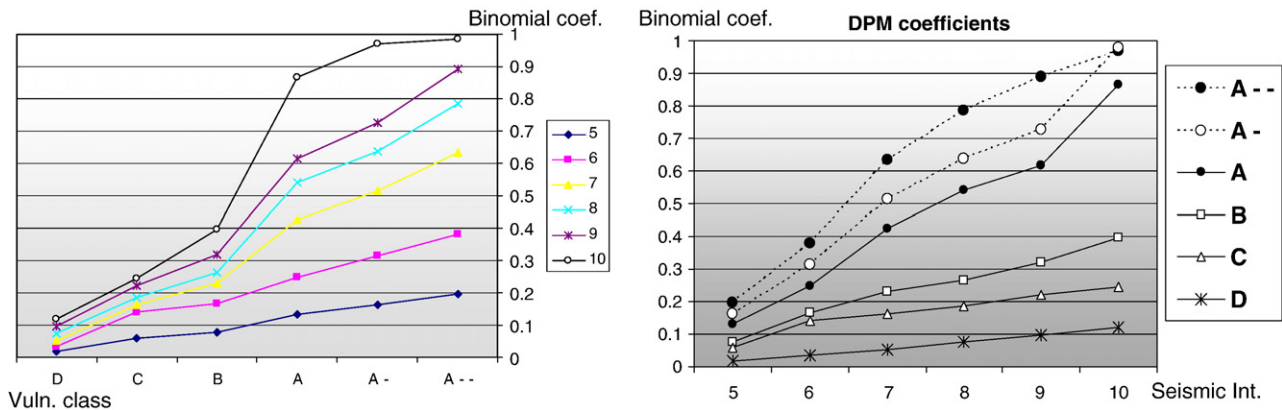 Binomial coef.
1
0.9
0.8
0.7
0.6
0.5
0.4
0.3
0.2
0.1
0
D C B A A - A - -
Vuln. class
5
6
7
8
9
10
Binomial coef.
DPM coefficients
1
0.9
0.8
0.7
0.6
0.5
0.4
0.3
0.2
0.1
0
5 6 7 8 9 10 Seismic Int.
A - -
A -
A
B
C
D